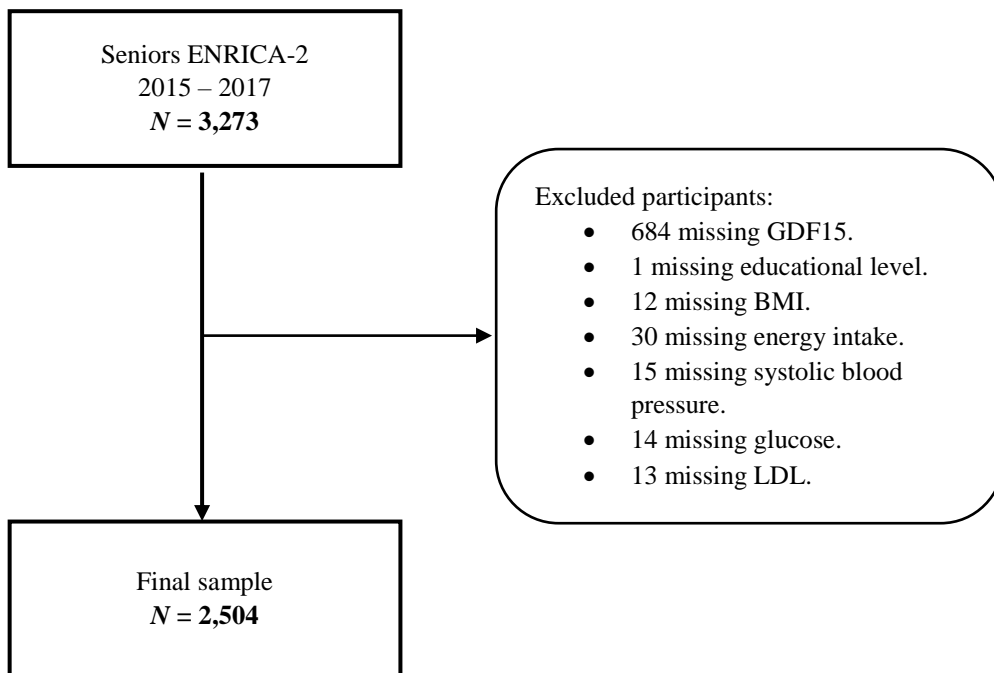 Seniors ENRICA-2
2015 – 2017
N = 3,273
Excluded participants:
• 684 missing GDF15.
• 1 missing educational level.
• 12 missing BMI.
• 30 missing energy intake.
• 15 missing systolic blood
pressure.
• 14 missing glucose.
• 13 missing LDL.
Final sample
N = 2,504